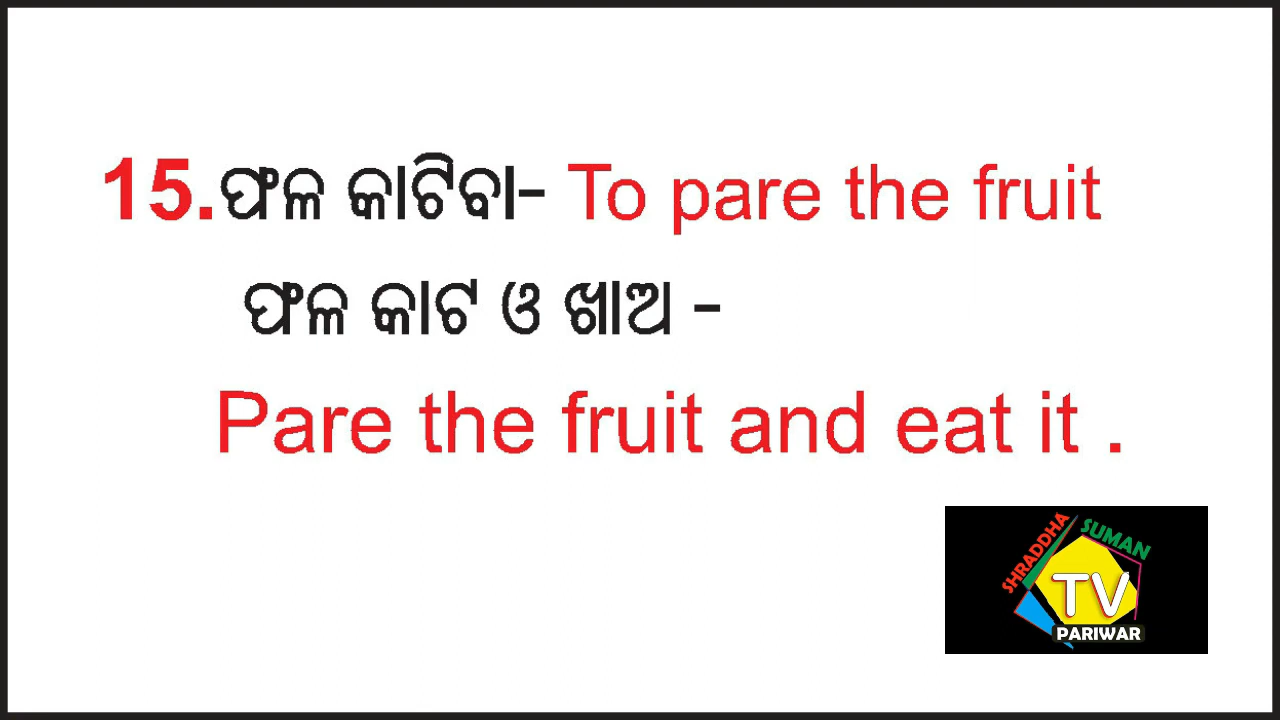 15.ଫଳ କାଟିବା- To pare the fruit
ଫଳ କାଟ ଓ ଖାଅ -
Pare the fruit and eat it .
SHRADDHA SUMAN
TV
PARIWAR